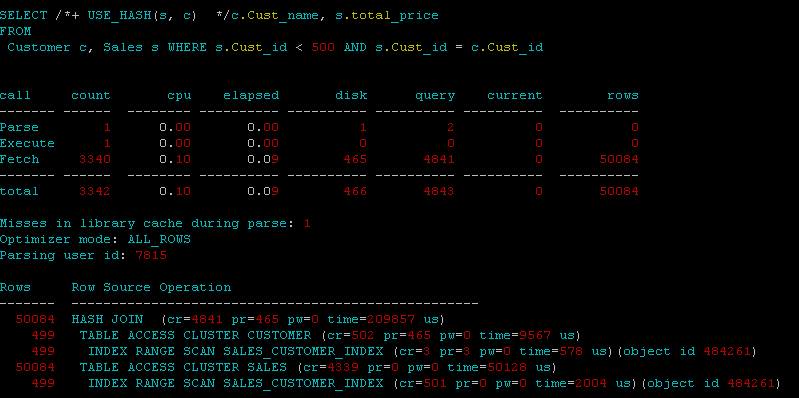 SELECT /*+ USE_HASH(s, c)  */c.Cust_name, s.total_price
FROM
 Customer c, Sales s WHERE s.Cust_id < 500 AND s.Cust_id = c.Cust_id
call     count       cpu    elapsed       disk      query    current        rows
------- ------  -------- ---------- ---------- ---------- ----------  ----------
Parse        1      0.00       0.00          1          2          0           0
Execute      1      0.00       0.00          0          0          0           0
Fetch     3340      0.10       0.09        465       4841          0       50084
------- ------  -------- ---------- ---------- ---------- ----------  ----------
total     3342      0.10       0.09        466       4843          0       50084
Misses in library cache during parse: 1
Optimizer mode: ALL_ROWS
Parsing user id: 7815
Rows     Row Source Operation
-------  ---------------------------------------------------
  50084  HASH JOIN  (cr=4841 pr=465 pw=0 time=209857 us)
    499   TABLE ACCESS CLUSTER CUSTOMER (cr=502 pr=465 pw=0 time=9567 us)
    499    INDEX RANGE SCAN SALES_CUSTOMER_INDEX (cr=3 pr=3 pw=0 time=578 us)(object id 484261)
  50084   TABLE ACCESS CLUSTER SALES (cr=4339 pr=0 pw=0 time=50128 us)
    499    INDEX RANGE SCAN SALES_CUSTOMER_INDEX (cr=501 pr=0 pw=0 time=2004 us)(object id 484261)